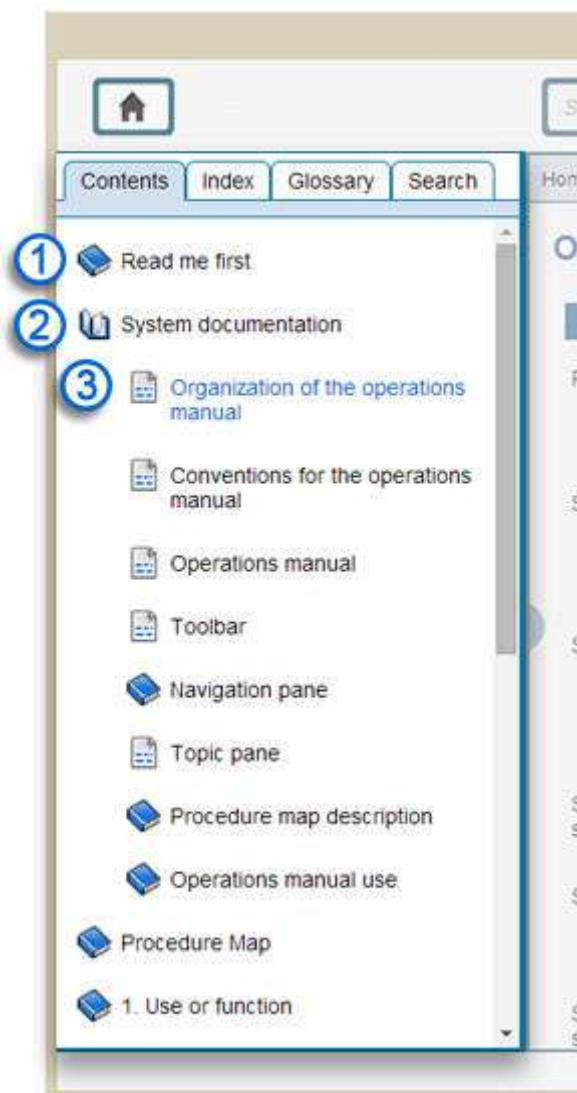 S
Contents Index Glossary Search
Hom
1 Read me first
O
2 System documentation
3 Organization of the operations
manual
Conventions for the operations
manual
Operations manual
Toolbar
Navigation pane
Topic pane
Procedure map description
Operations manual use
Procedure Map
1. Use or function